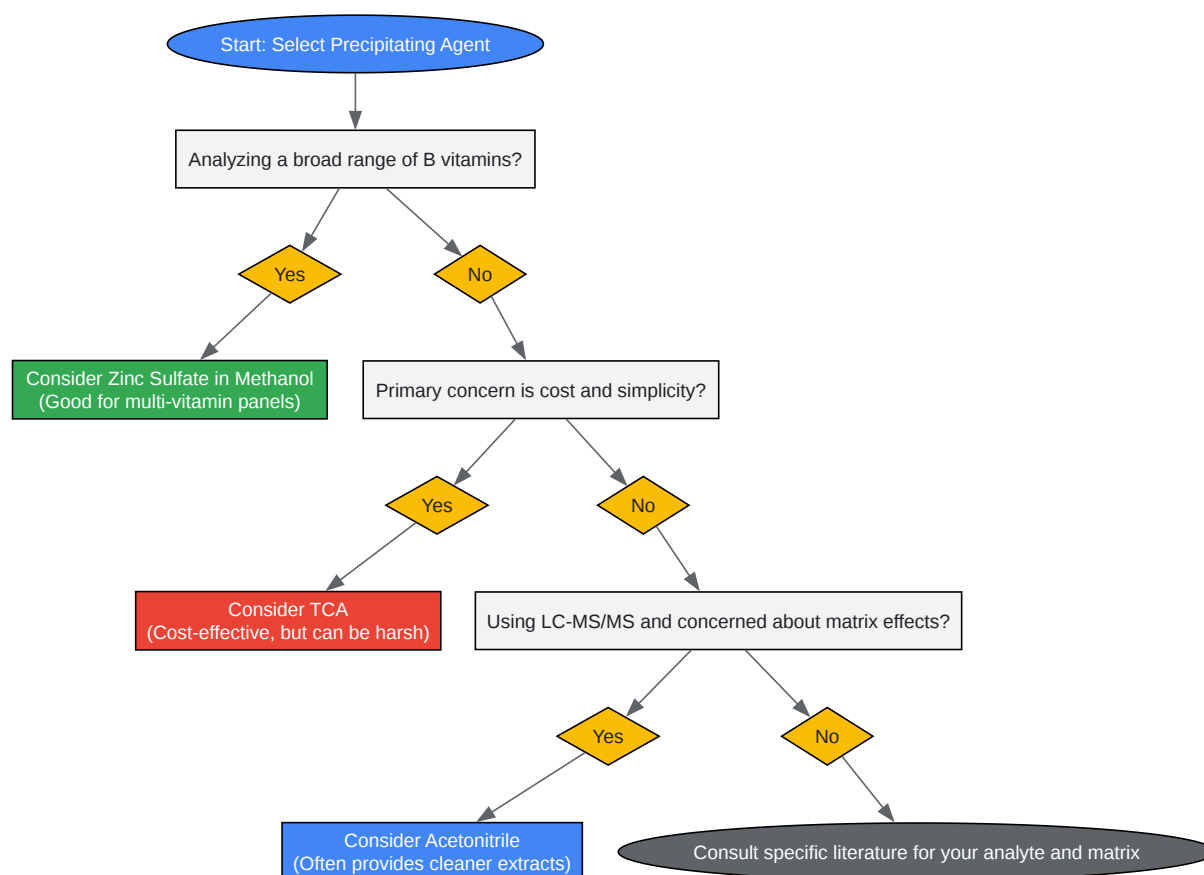 Start: Select Precipitating Agent
Analyzing a broad range of B vitamins?
Yes
No
Consider Zinc Sulfate in Methanol
(Good for multi-vitamin panels)
Primary concern is cost and simplicity?
Yes
No
Consider TCA
(Cost-effective, but can be harsh)
Using LC-MS/MS and concerned about matrix effects?
Yes
No
Consider Acetonitrile
(Often provides cleaner extracts)
Consult specific literature for your analyte and matrix